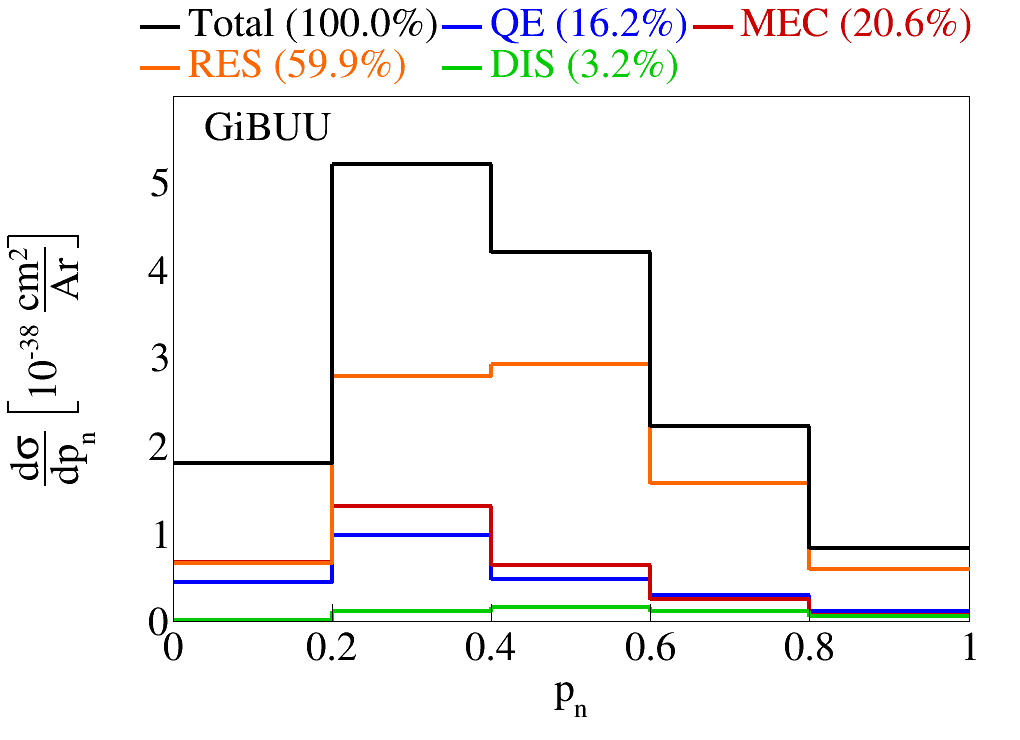 Total (100.0%) QE (16.2%) MEC (20.6%)
RES (59.9%) DIS (3.2%)
GiBUU
5
4
3
2
1
0
0 0.2 0.4 0.6 0.8 1
p_n
dσ/dp_n [10^-38 cm^2/Ar]